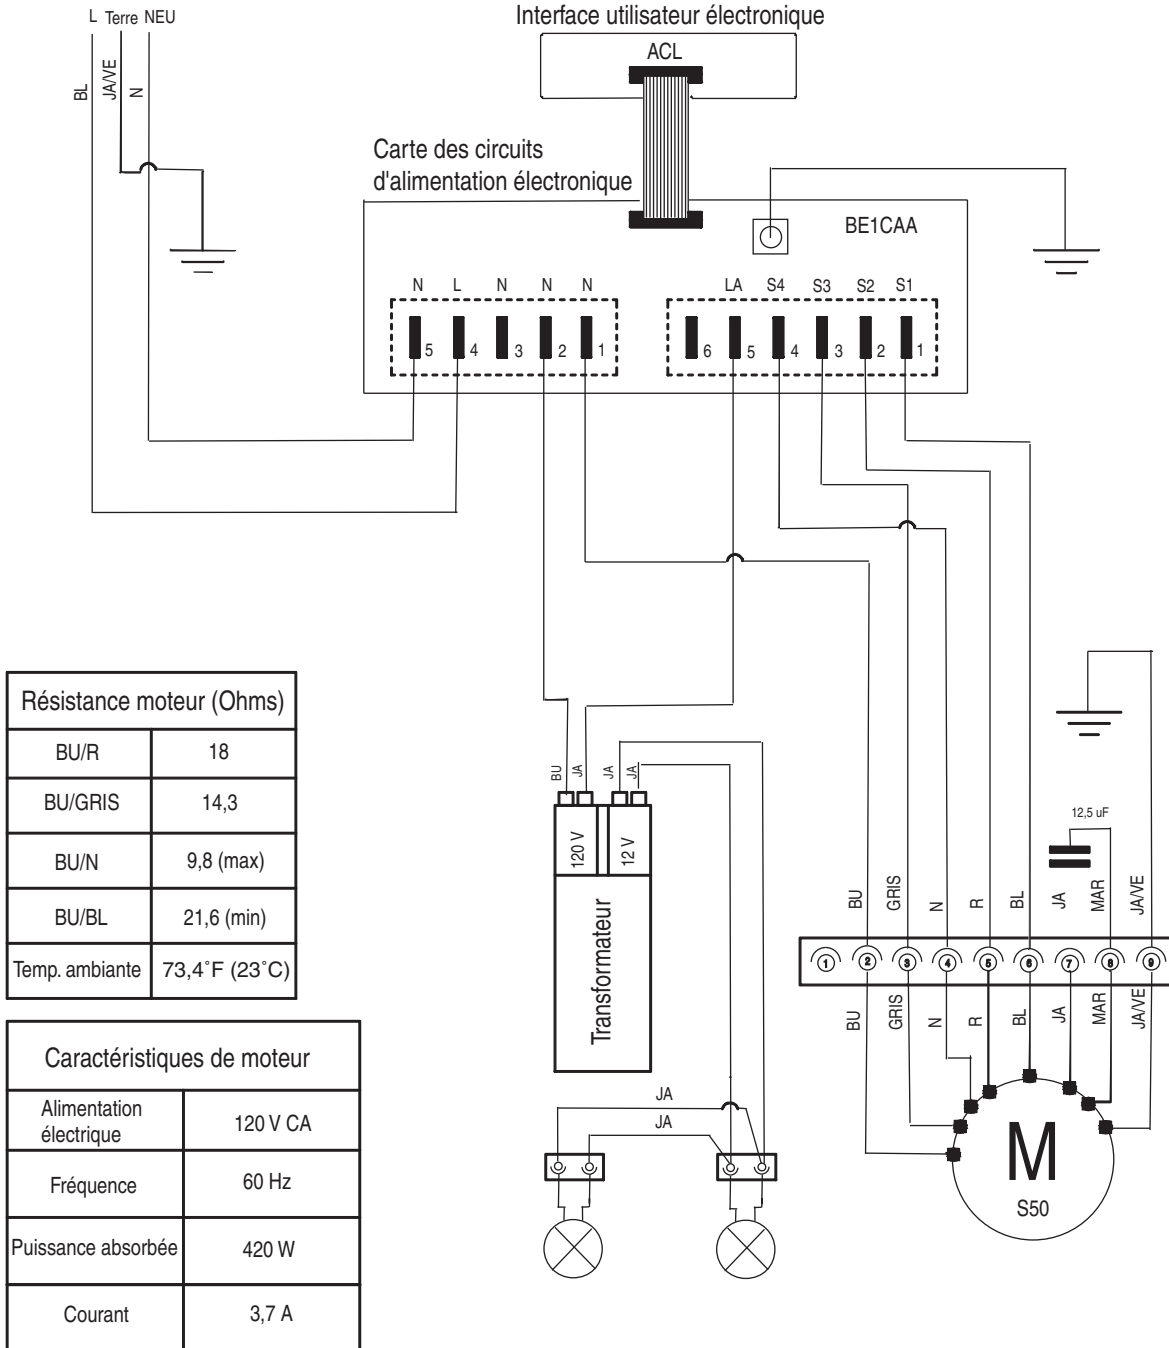 L Terre NEU
Interface utilisateur électronique
ACL
BL
JA/VE
N
Carte des circuits
d'alimentation électronique
BE1CAA
N L N N N
LA S4 S3 S2 S1
5 4 3 2 1
6 5 4 3 2 1
Résistance moteur (Ohms)
BU/R 18
BU/GRIS 14,3
BU/N 9,8 (max)
BU/BL 21,6 (min)
Temp. ambiante 73,4°F (23°C)
BU JA JA JA
120 V 12 V
Transformateur
12,5 uF
BU GRIS N R BL JA MAR JA/VE
1 2 3 4 5 6 7 8 9
BU GRIS N R BL JA MAR JA/VE
M
S50
JA
JA
Caractéristiques de moteur
Alimentation
électrique 120 V CA
Fréquence 60 Hz
Puissance absorbée 420 W
Courant 3,7 A